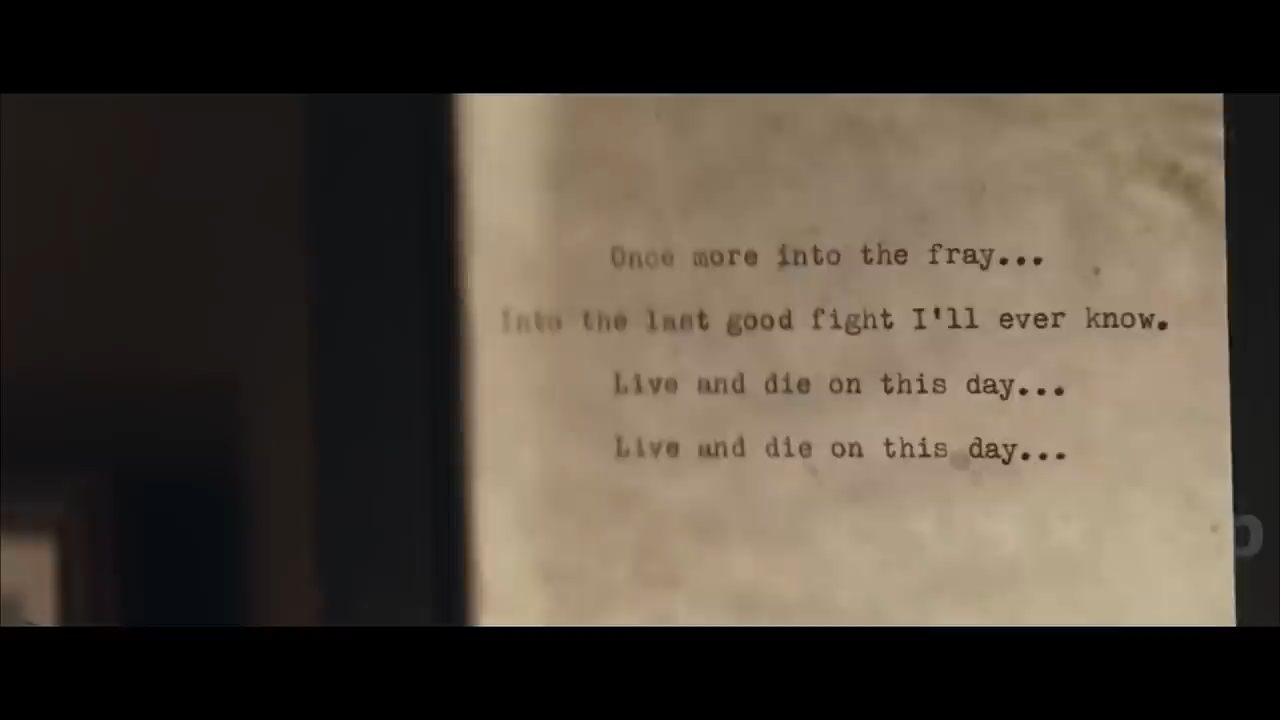 Once more into the fray...
Into the last good fight I'll ever know.
Live and die on this day...
Live and die on this day...